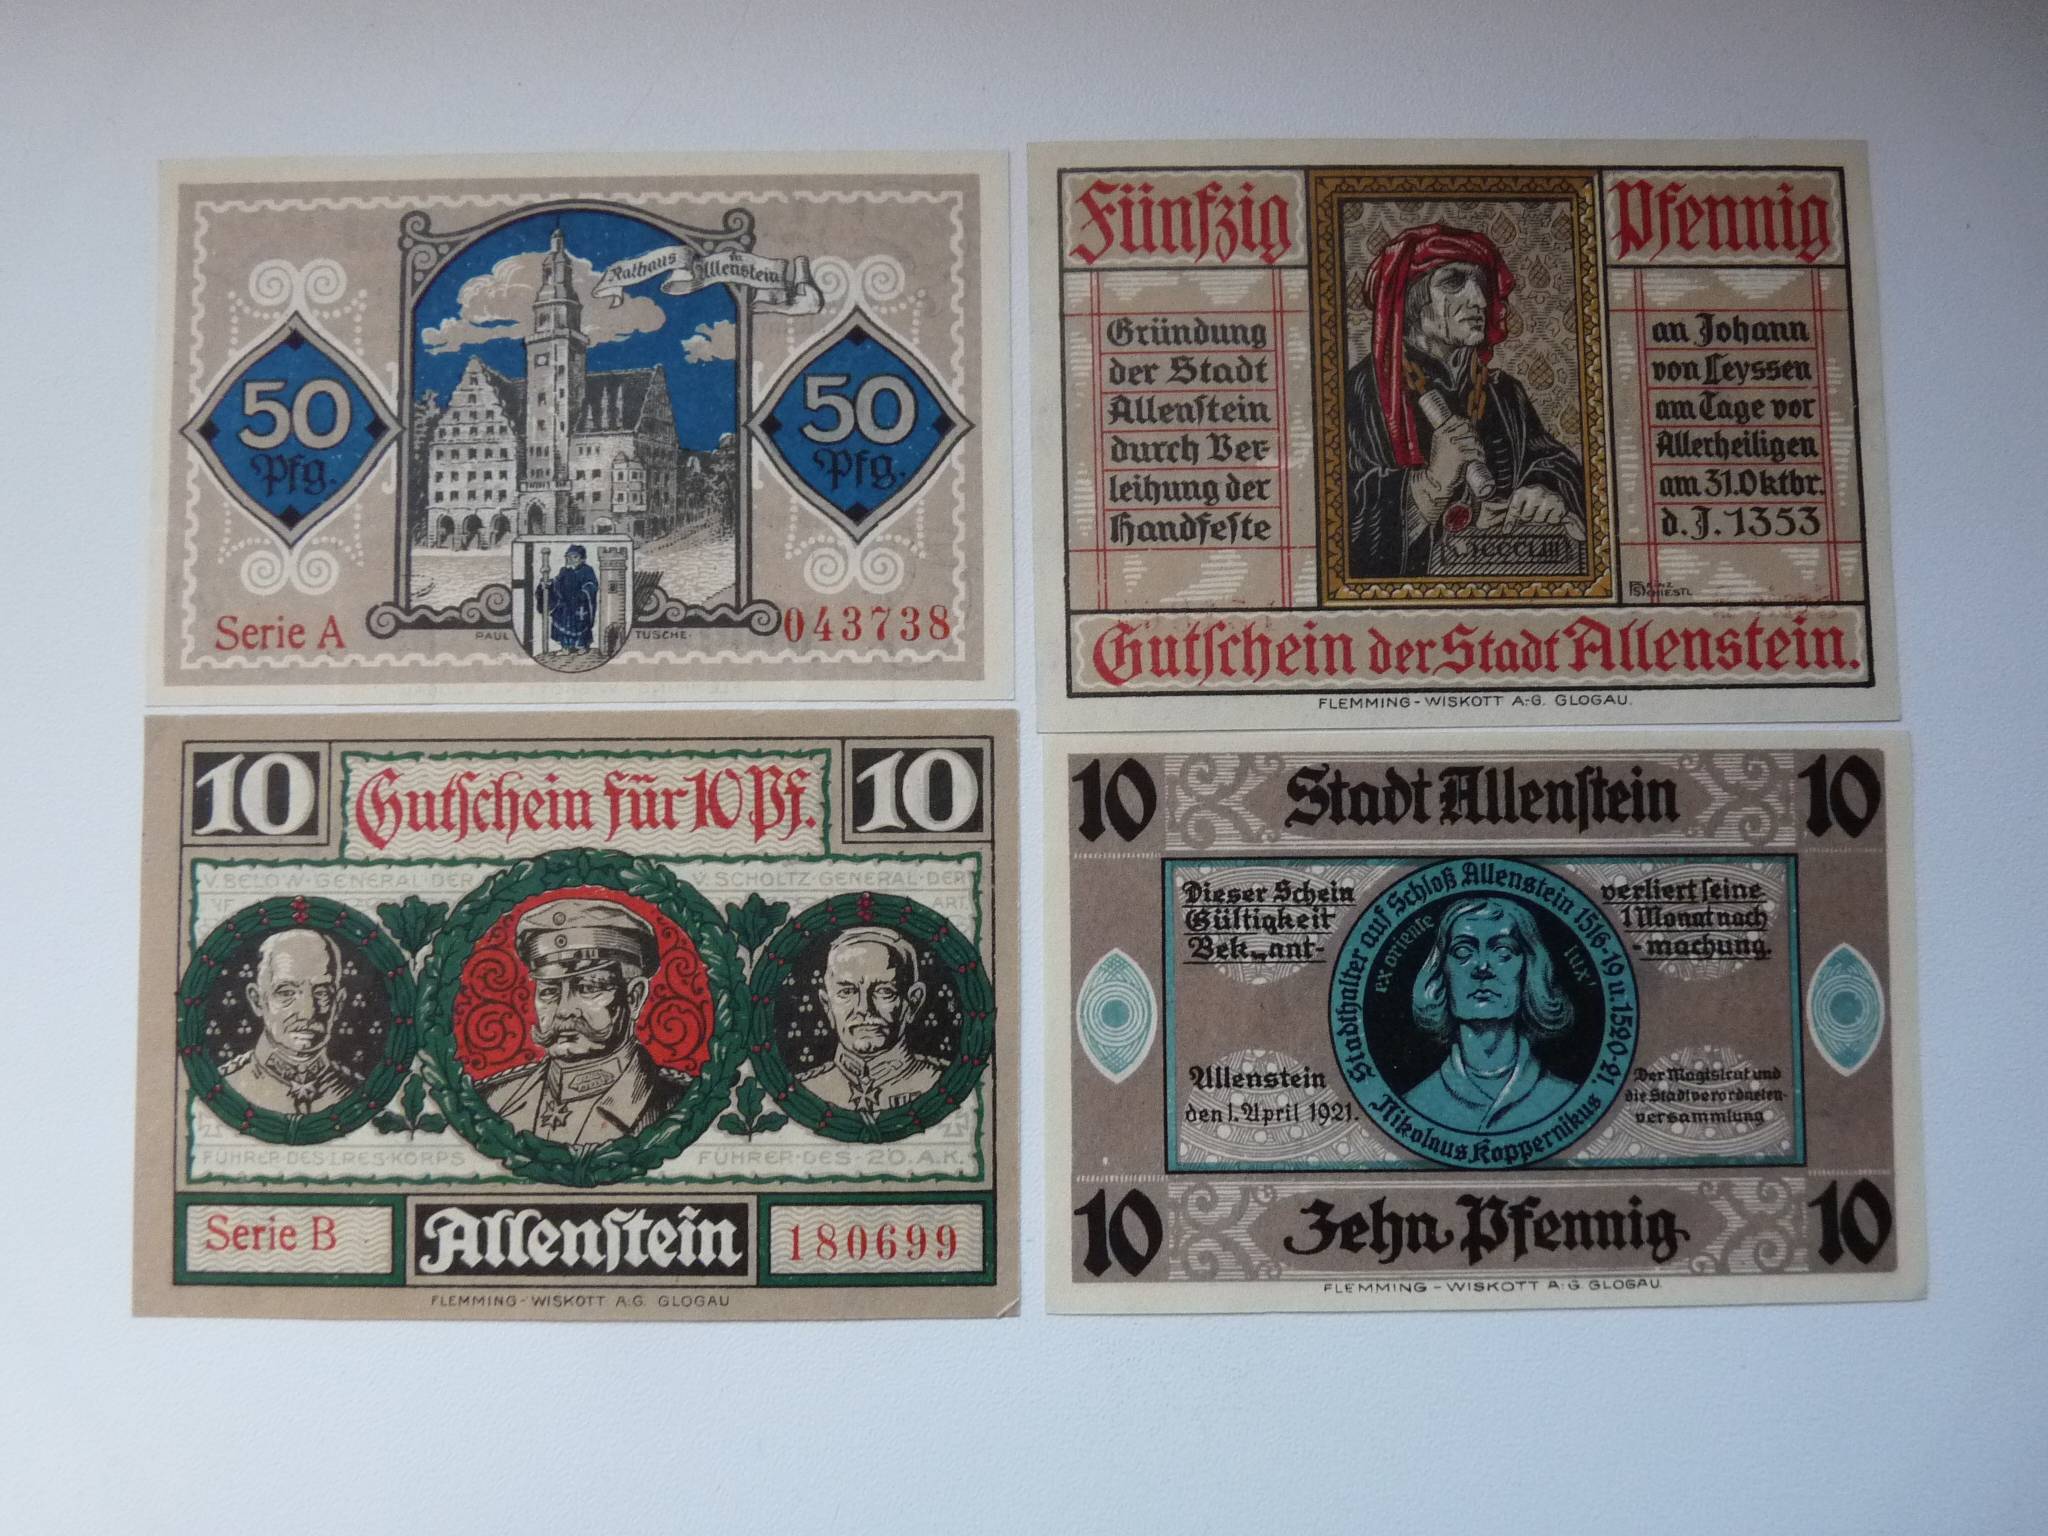 Rathaus in Allenstein
50 Pfg.
50 Pfg.
Serie A
PAUL TUSCHE.
043738
Fünfzig Pfennig
Gründung
der Stadt
Allenstein
durch Ver-
leihung der
Handfeste
an Johann
von Leyssen
am Tage vor
Allerheiligen
am 31. Oktbr.
d. J. 1353
HEINZ
SCHIESTL
Gutschein der Stadt Allenstein.
FLEMMING-WISKOTT A.-G. GLOGAU.
10 Gutschein für 10 Pf. 10
V. BELOW·GENERAL·DER
V. SCHOLTZ·GENERAL·DER
ART.
FÜHRER·DES·I.RES·KORPS
FÜHRER·DES·20.A.K.
Serie B Allenstein 180699
FLEMMING-WISKOTT A.G. GLOGAU
10 Stadt Allenstein 10
Dieser Schein
Gültigkeit
Bekannt-
verliert seine
1 Monat nach
-machung.
Stadthalter auf Schloß Allenstein 1516-19 u. 1520-21.
ex oriente lux
Nikolaus Koppernikus.
Allenstein
den 1. April 1921.
Der Magistrat und
die Stadtverordneten-
versammlung
10 Zehn Pfennig 10
FLEMMING-WISKOTT A.G. GLOGAU.